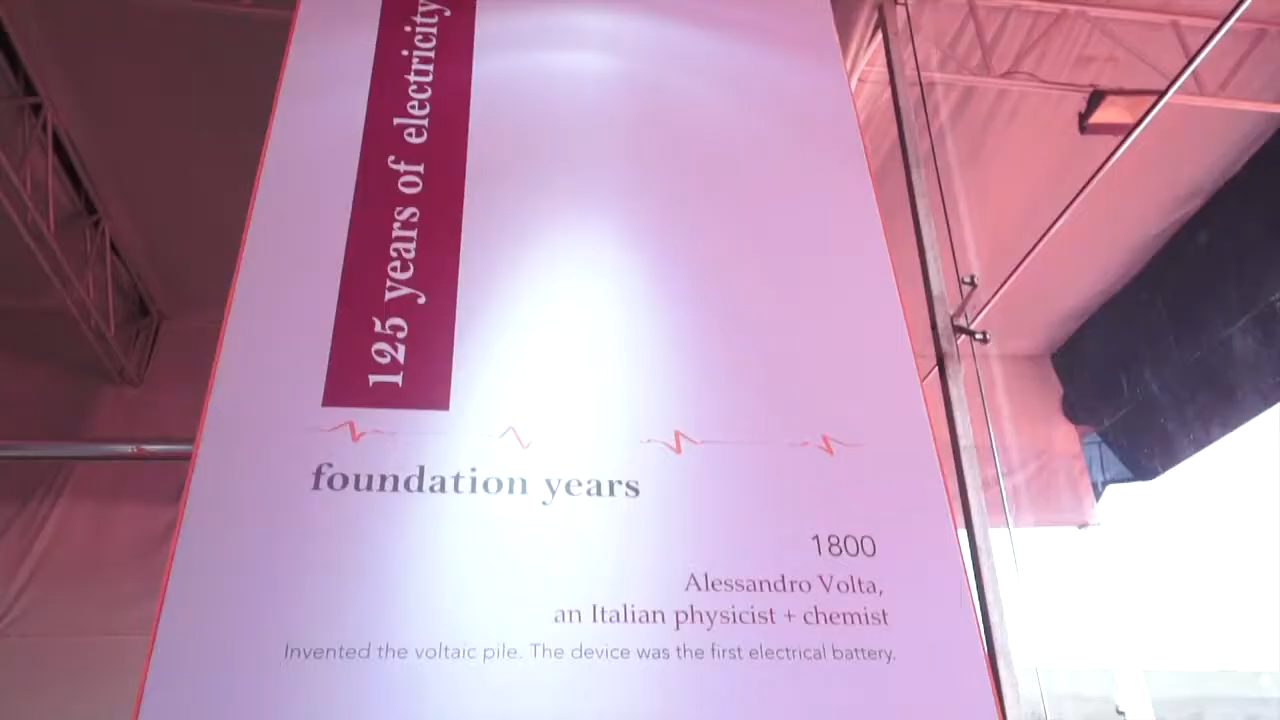 125 years of electricity
foundation years
1800
Alessandro Volta,
an Italian physicist + chemist
Invented the voltaic pile. The device was the first electrical battery.